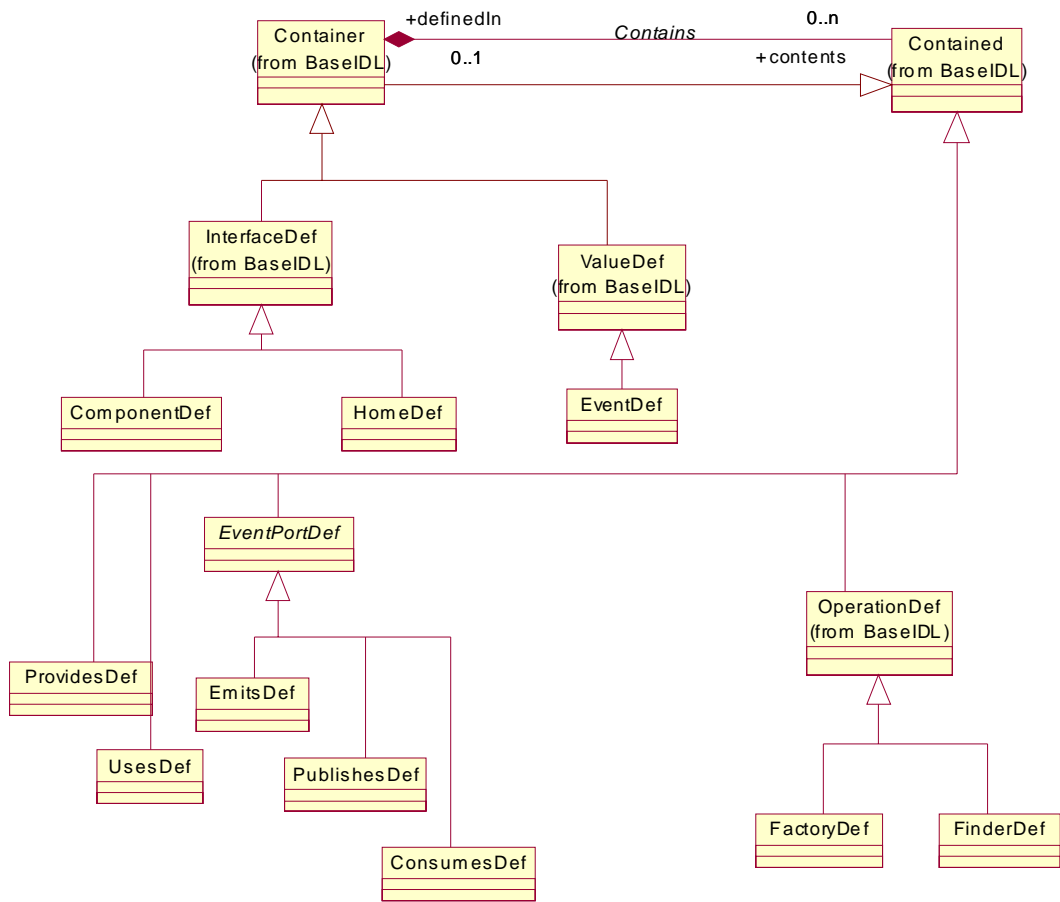 +definedIn
0..n
Container
(from BaseIDL)
Contains
Contained
(from BaseIDL)
0..1
+contents
InterfaceDef
(from BaseIDL)
ValueDef
(from BaseIDL)
ComponentDef
HomeDef
EventDef
EventPortDef
OperationDef
(from BaseIDL)
ProvidesDef
EmitsDef
UsesDef
PublishesDef
FactoryDef
FinderDef
ConsumesDef